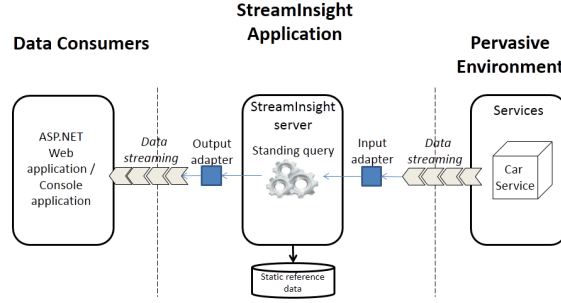 StreamInsight
Application
Data Consumers
Pervasive
Environment
StreamInsight
server
Services
ASP.NET
Web
application /
Console
application
Data
streaming
Output
adapter
Standing query
Input
adapter
Data
streaming
Car
Service
Static reference
data